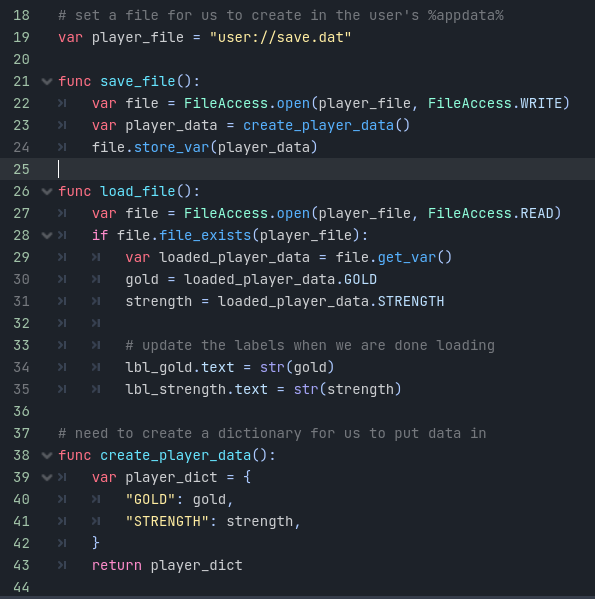 18 # set a file for us to create in the user's %appdata%
19 var player_file = "user://save.dat"
20
21 func save_file():
22 var file = FileAccess.open(player_file, FileAccess.WRITE)
23 var player_data = create_player_data()
24 file.store_var(player_data)
25
26 func load_file():
27 var file = FileAccess.open(player_file, FileAccess.READ)
28 if file.file_exists(player_file):
29 var loaded_player_data = file.get_var()
30 gold = loaded_player_data.GOLD
31 strength = loaded_player_data.STRENGTH
32
33 # update the labels when we are done loading
34 lbl_gold.text = str(gold)
35 lbl_strength.text = str(strength)
36
37 # need to create a dictionary for us to put data in
38 func create_player_data():
39 var player_dict = {
40 "GOLD": gold,
41 "STRENGTH": strength,
42 }
43 return player_dict
44